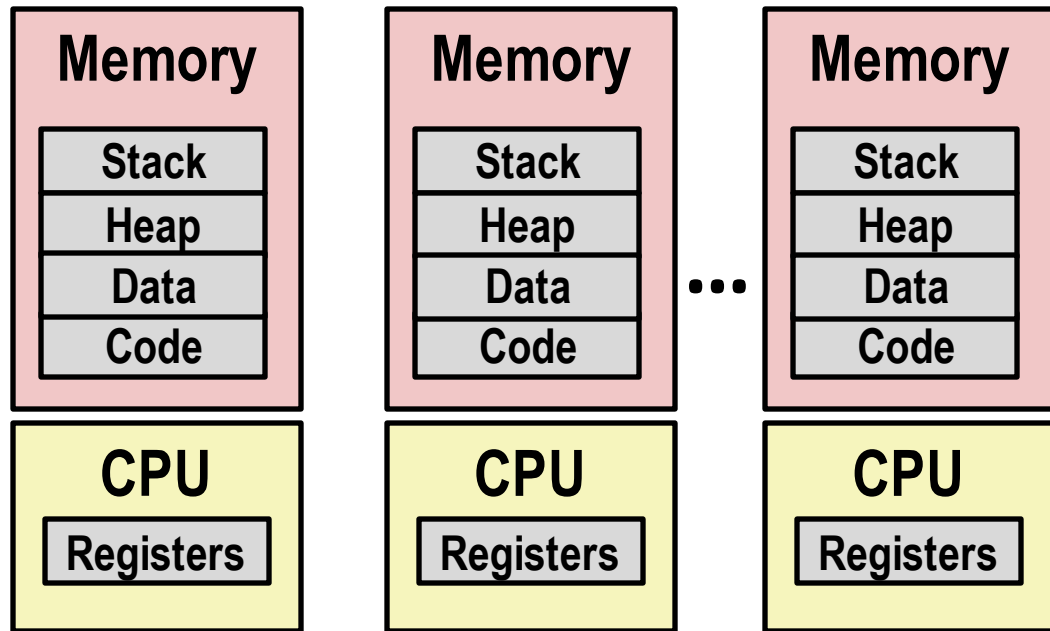 Memory
Stack
Heap
Data
Code
CPU
Registers
Memory
Stack
Heap
Data
Code
CPU
Registers
...
Memory
Stack
Heap
Data
Code
CPU
Registers